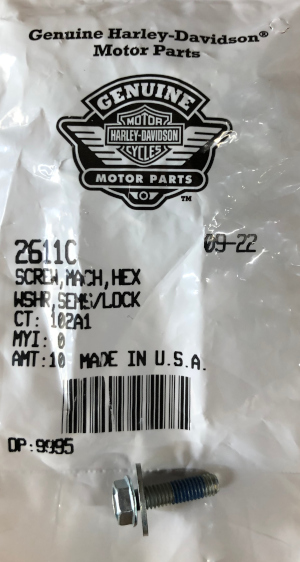 Genuine Harley-Davidson®
Motor Parts
GENUINE
MOTOR
HARLEY-DAVIDSON
CYCLES
MOTOR PARTS
™
2611C 09-22
SCREW,MACH,HEX
WSHR,SEMS/LOCK
CT: 102A1
MYI: 0
AMT:10 MADE IN U.S.A.
OP:9995